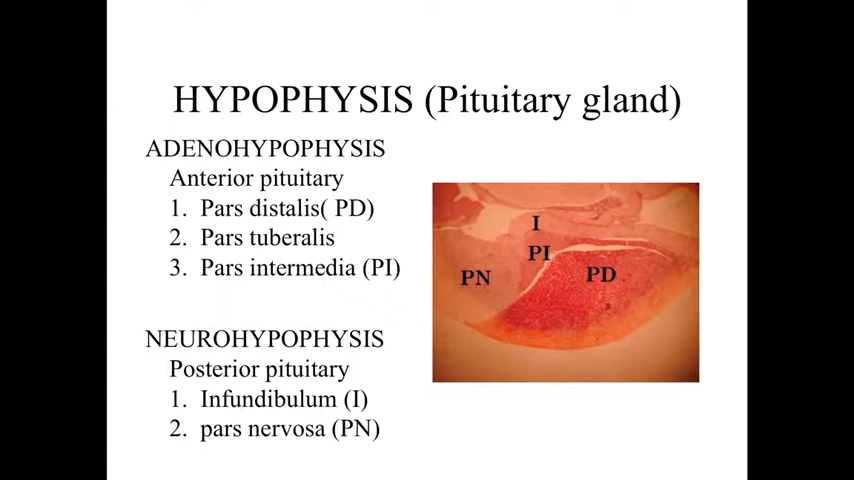 HYPOPHYSIS (Pituitary gland)
ADENOHYPOPHYSIS
Anterior pituitary
1. Pars distalis( PD)
2. Pars tuberalis
3. Pars intermedia (PI)
NEUROHYPOPHYSIS
Posterior pituitary
1. Infundibulum (I)
2. pars nervosa (PN)
I
PI
PN
PD